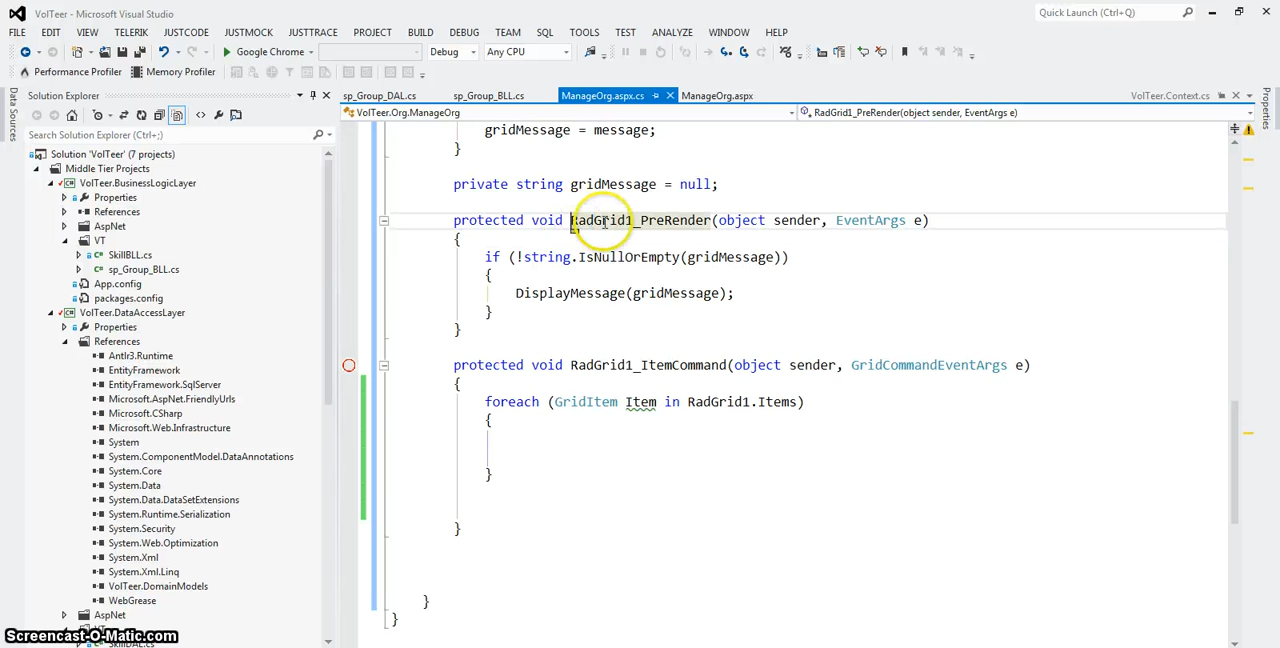 VolTeer - Microsoft Visual Studio
Quick Launch (Ctrl+Q)
FILE EDIT VIEW TELERIK JUSTCODE JUSTMOCK JUSTTRACE PROJECT BUILD DEBUG TEAM SQL TOOLS TEST ANALYZE WINDOW HELP
Google Chrome Debug Any CPU
Performance Profiler Memory Profiler
Data Sources
Solution Explorer
Search Solution Explorer (Ctrl+;)
Solution 'VolTeer' (7 projects)
Middle Tier Projects
VolTeer.BusinessLogicLayer
Properties
References
AspNet
VT
SkillBLL.cs
sp_Group_BLL.cs
App.config
packages.config
VolTeer.DataAccessLayer
Properties
References
Antlr3.Runtime
EntityFramework
EntityFramework.SqlServer
Microsoft.AspNet.FriendlyUrls
Microsoft.CSharp
Microsoft.Web.Infrastructure
System
System.ComponentModel.DataAnnotations
System.Core
System.Data
System.Data.DataSetExtensions
System.Runtime.Serialization
System.Security
System.Web.Optimization
System.Xml
System.Xml.Linq
VolTeer.DomainModels
WebGrease
AspNet
VT
SkillDAL.cs
sp_Group_DAL.cs sp_Group_BLL.cs ManageOrg.aspx.cs ManageOrg.aspx VolTeer.Context.cs
VolTeer.Org.ManageOrg RadGrid1_PreRender(object sender, EventArgs e)
gridMessage = message;
}
private string gridMessage = null;
protected void RadGrid1_PreRender(object sender, EventArgs e)
{
if (!string.IsNullOrEmpty(gridMessage))
{
DisplayMessage(gridMessage);
}
}
protected void RadGrid1_ItemCommand(object sender, GridCommandEventArgs e)
{
foreach (GridItem Item in RadGrid1.Items)
{
}
}
}
}
Properties
Screencast-O-Matic.com